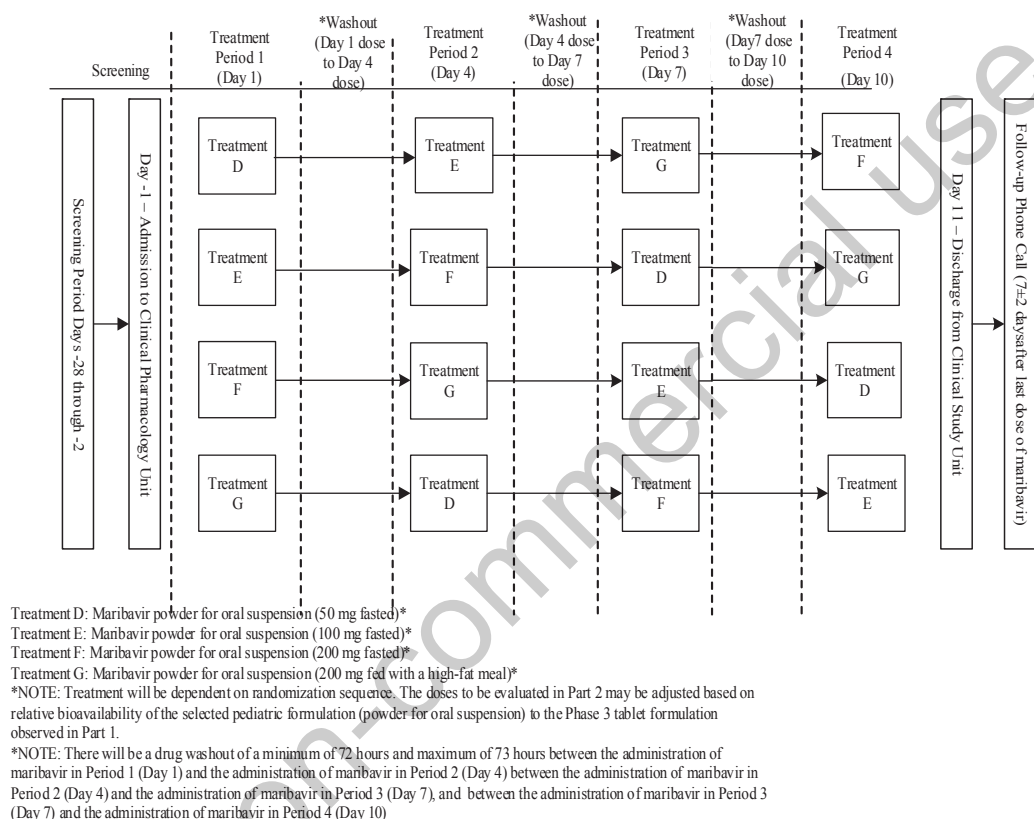 Screening
Treatment
Period 1
(Day 1)
*Washout
(Day 1 dose
to Day 4
dose)
Treatment
Period 2
(Day 4)
*Washout
(Day 4 dose
to Day 7
dose)
Treatment
Period 3
(Day 7)
*Washout
(Day7 dose
to Day 10
dose)
Treatment
Period 4
(Day 10)
Screening Period Days -28 through -2
Day -1 – Admission to Clinical Pharmacology Unit
Treatment
D
Treatment
E
Treatment
G
Treatment
F
Treatment
E
Treatment
F
Treatment
D
Treatment
G
Treatment
F
Treatment
G
Treatment
E
Treatment
D
Treatment
G
Treatment
D
Treatment
F
Treatment
E
Day 11 – Discharge from Clinical Study Unit
Follow-up Phone Call (7±2 daysafter last dose of maribavir)
Treatment D: Maribavir powder for oral suspension (50 mg fasted)*
Treatment E: Maribavir powder for oral suspension (100 mg fasted)*
Treatment F: Maribavir powder for oral suspension (200 mg fasted)*
Treatment G: Maribavir powder for oral suspension (200 mg fed with a high-fat meal)*
*NOTE: Treatment will be dependent on randomization sequence. The doses to be evaluated in Part 2 may be adjusted based on
relative bioavailability of the selected pediatric formulation (powder for oral suspension) to the Phase 3 tablet formulation
observed in Part 1.
*NOTE: There will be a drug washout of a minimum of 72 hours and maximum of 73 hours between the administration of
maribavir in Period 1 (Day 1) and the administration of maribavir in Period 2 (Day 4) between the administration of maribavir in
Period 2 (Day 4) and the administration of maribavir in Period 3 (Day 7), and between the administration of maribavir in Period 3
(Day 7) and the administration of maribavir in Period 4 (Day 10)
on-commercial use